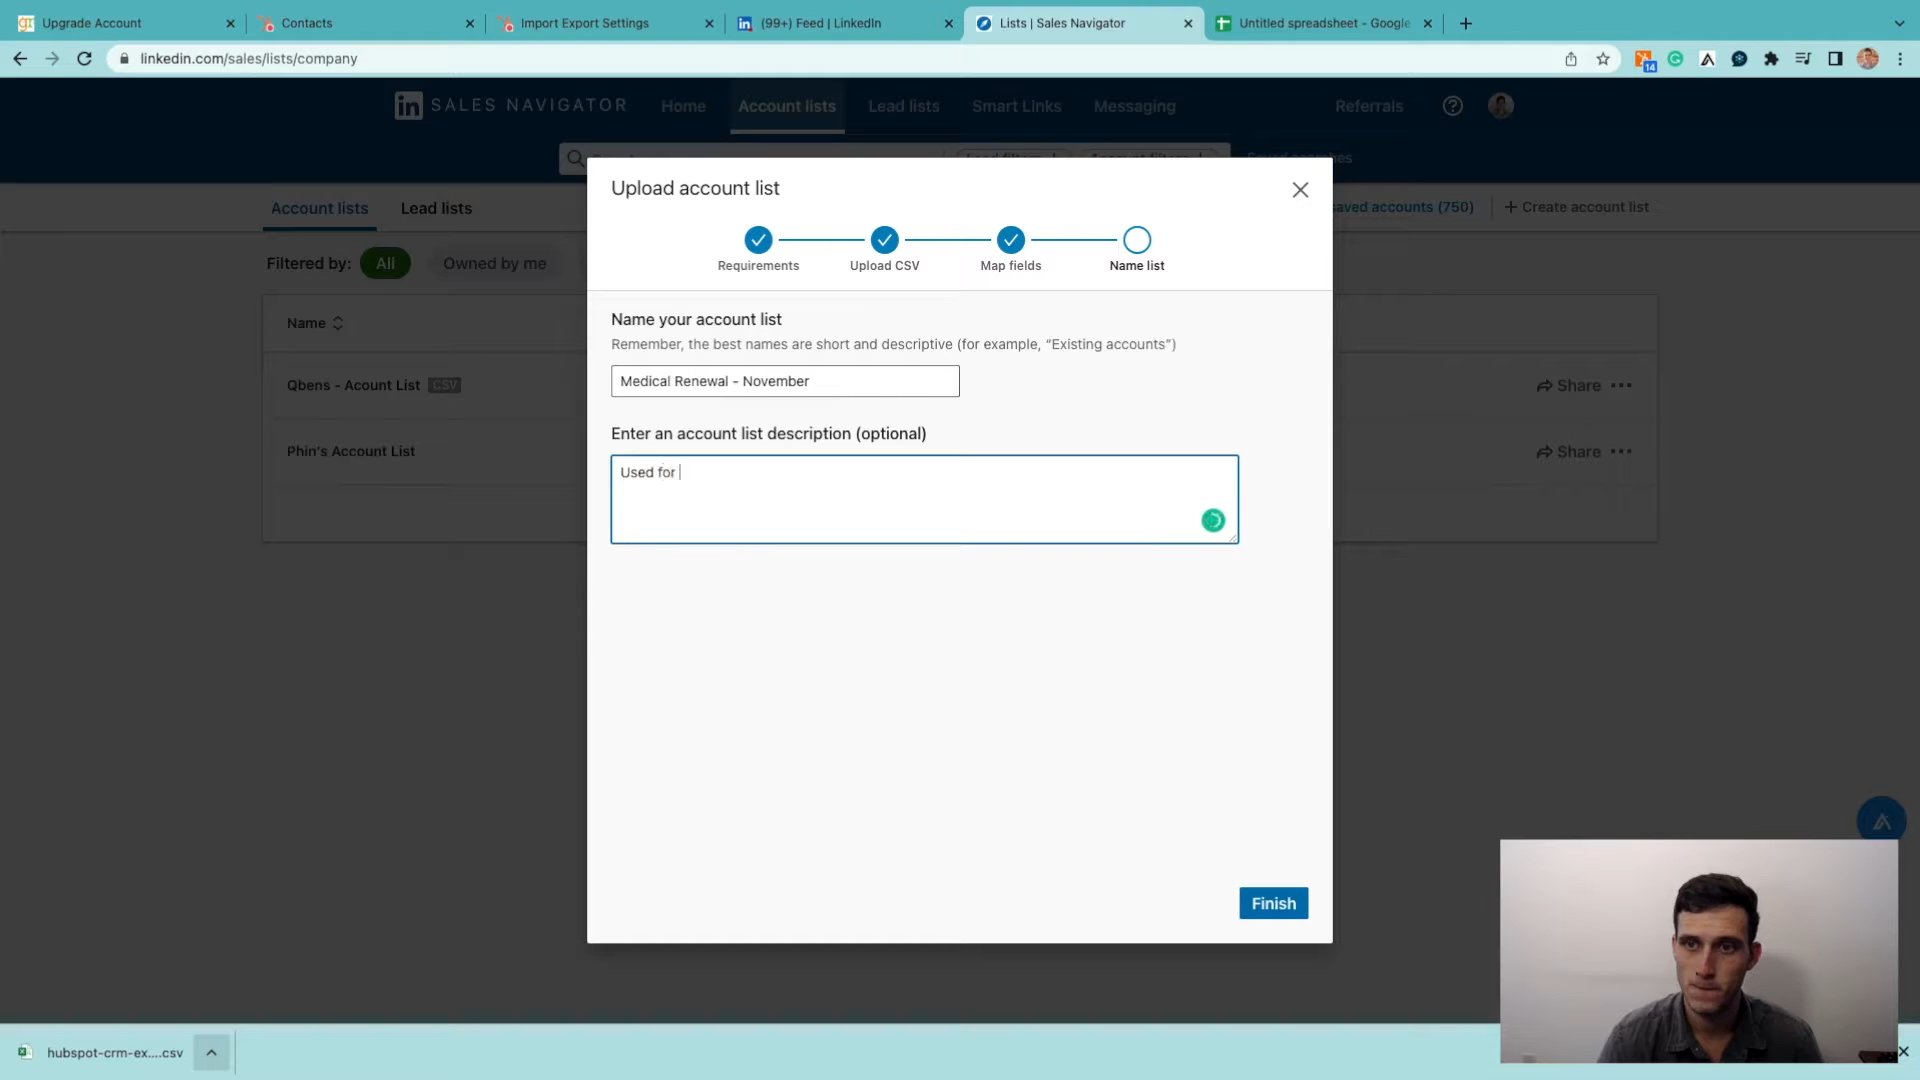 Upgrade Account
Contacts
Import Export Settings
(99+) Feed | LinkedIn
Lists | Sales Navigator
Untitled spreadsheet - Google
linkedin.com/sales/lists/company
14
in SALES NAVIGATOR
Home
Account lists
Lead lists
Smart Links
Messaging
Referrals
Account lists
Lead lists
saved accounts (750)
+ Create account list
Filtered by:
All
Owned by me
Name
Qbens - Acount List CSV
Share
Phin's Account List
Share
Upload account list
Requirements
Upload CSV
Map fields
Name list
Name your account list
Remember, the best names are short and descriptive (for example, “Existing accounts”)
Medical Renewal - November
Enter an account list description (optional)
Used for
Finish
hubspot-crm-ex....csv